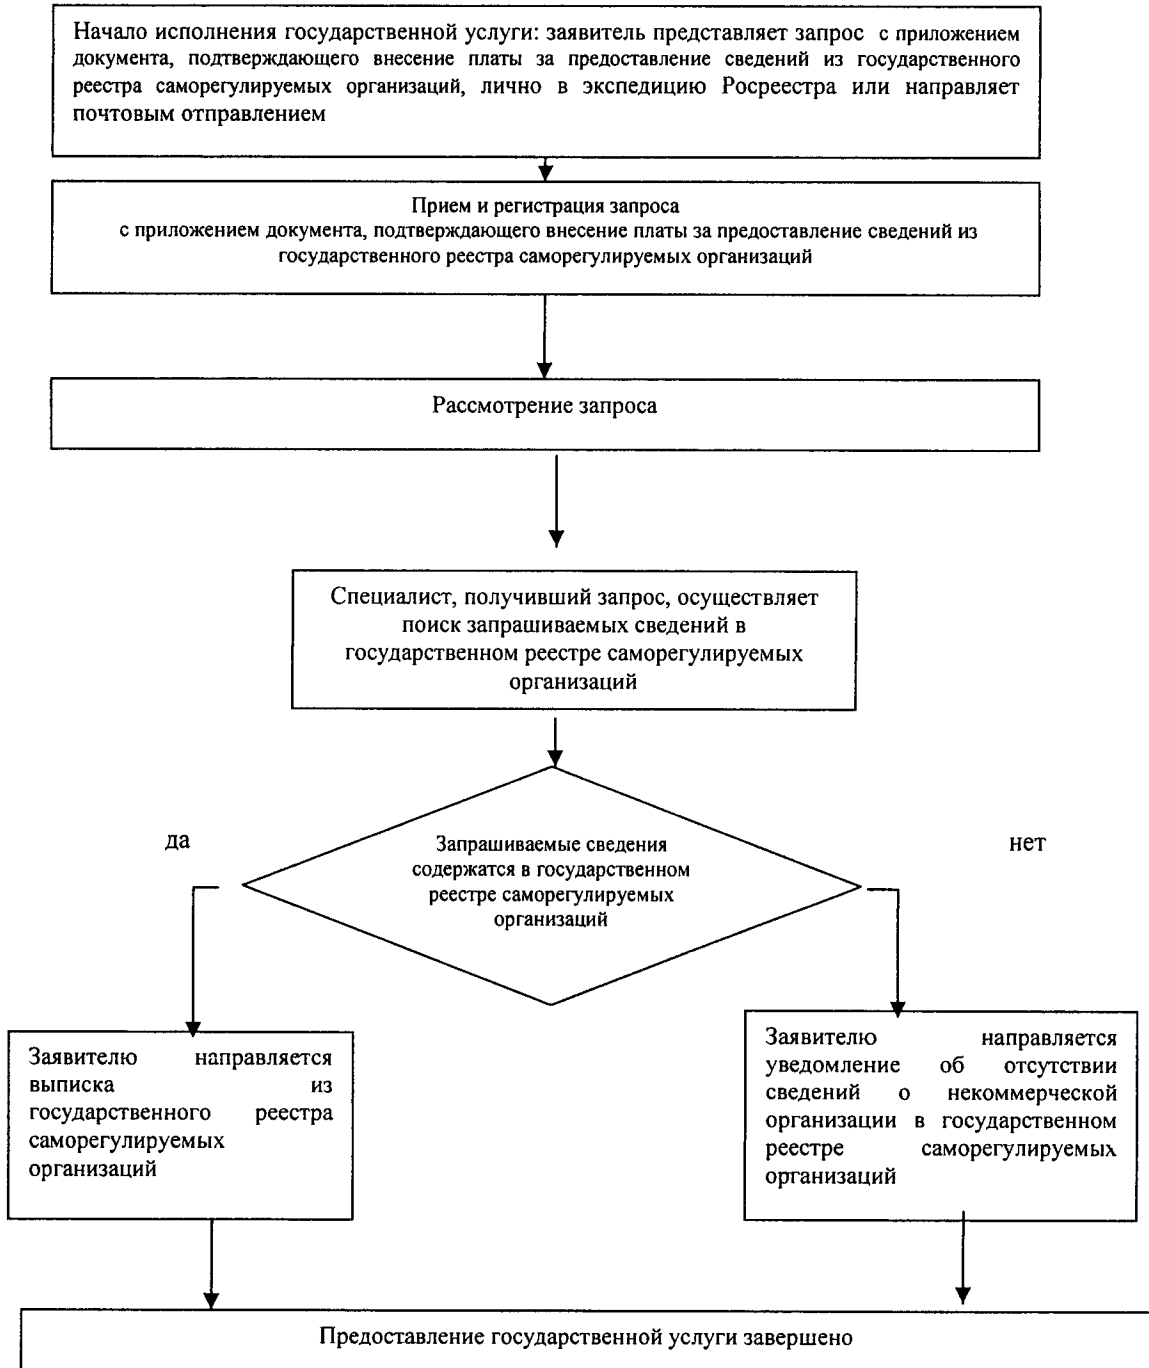 Начало исполнения государственной услуги: заявитель представляет запрос с приложением
документа, подтверждающего внесение платы за предоставление сведений из государственного
реестра саморегулируемых организаций, лично в экспедицию Росреестра или направляет
почтовым отправлением
Прием и регистрация запроса
с приложением документа, подтверждающего внесение платы за предоставление сведений из
государственного реестра саморегулируемых организаций
Рассмотрение запроса
Специалист, получивший запрос, осуществляет
поиск запрашиваемых сведений в
государственном реестре саморегулируемых
организаций
да
Запрашиваемые сведения
содержатся в государственном
реестре саморегулируемых
организаций
нет
Заявителю направляется
выписка из
государственного реестра
саморегулируемых
организаций
Заявителю направляется
уведомление об отсутствии
сведений о некоммерческой
организации в государственном
реестре саморегулируемых
организаций
Предоставление государственной услуги завершено